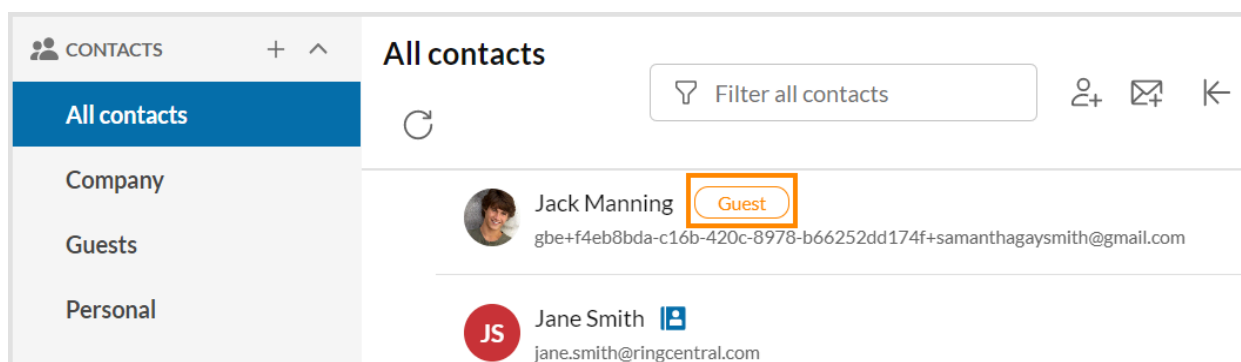 CONTACTS
All contacts
Company
Guests
Personal
All contacts
Filter all contacts
Jack Manning Guest
gbe+f4eb8bda-c16b-420c-8978-b66252dd174f+samanthagaysmith@gmail.com
JS Jane Smith
jane.smith@ringcentral.com